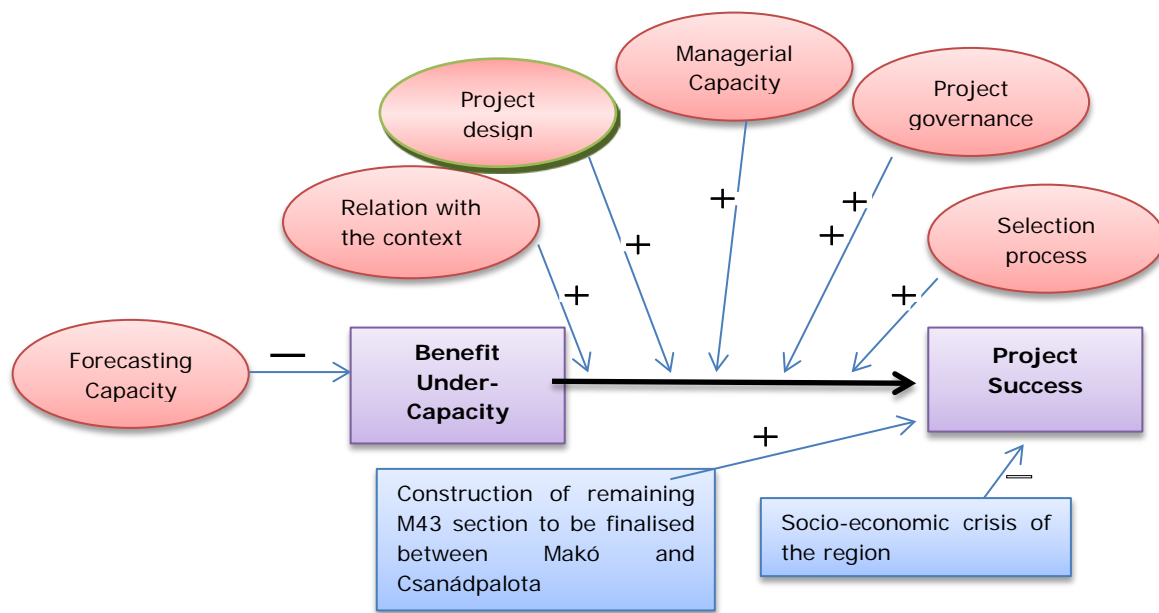 Managerial
Capacity
Project
design
Project
governance
Relation with
the context
Selection
process
+
+
+
+
+
+
+
Forecasting
Capacity
—
Benefit
Under-
Capacity
Project
Success
+
—
Construction of remaining
M43 section to be finalised
between Makó and
Csanádpalota
Socio-economic crisis of
the region